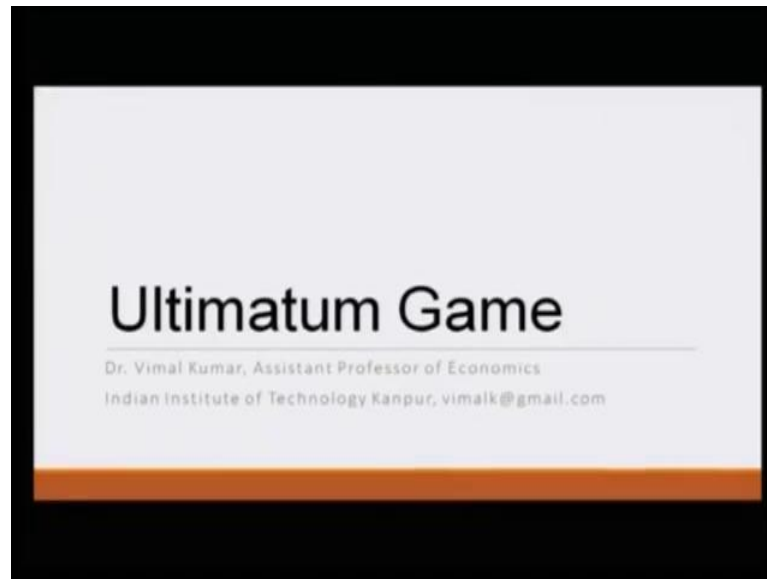 Ultimatum Game
Dr. Vimal Kumar, Assistant Professor of Economics
Indian Institute of Technology Kanpur, vimalk@gmail.com